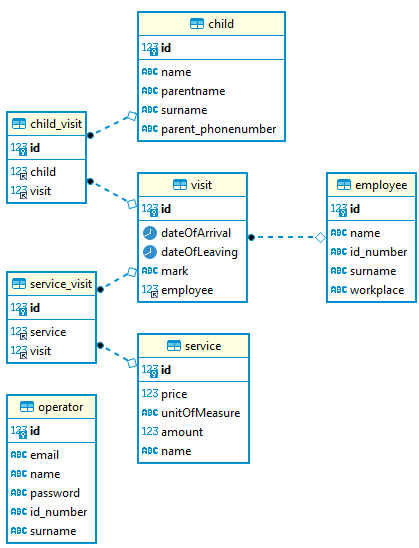 child
123 id
ABC name
ABC parentname
ABC surname
ABC parent_phonenumber
child_visit
123 id
123 child
123 visit
visit
123 id
dateOfArrival
dateOfLeaving
ABC mark
123 employee
employee
123 id
ABC name
ABC id_number
ABC surname
ABC workplace
service_visit
123 id
123 service
123 visit
service
123 id
123 price
ABC unitOfMeasure
123 amount
ABC name
operator
123 id
ABC email
ABC name
ABC password
ABC id_number
ABC surname